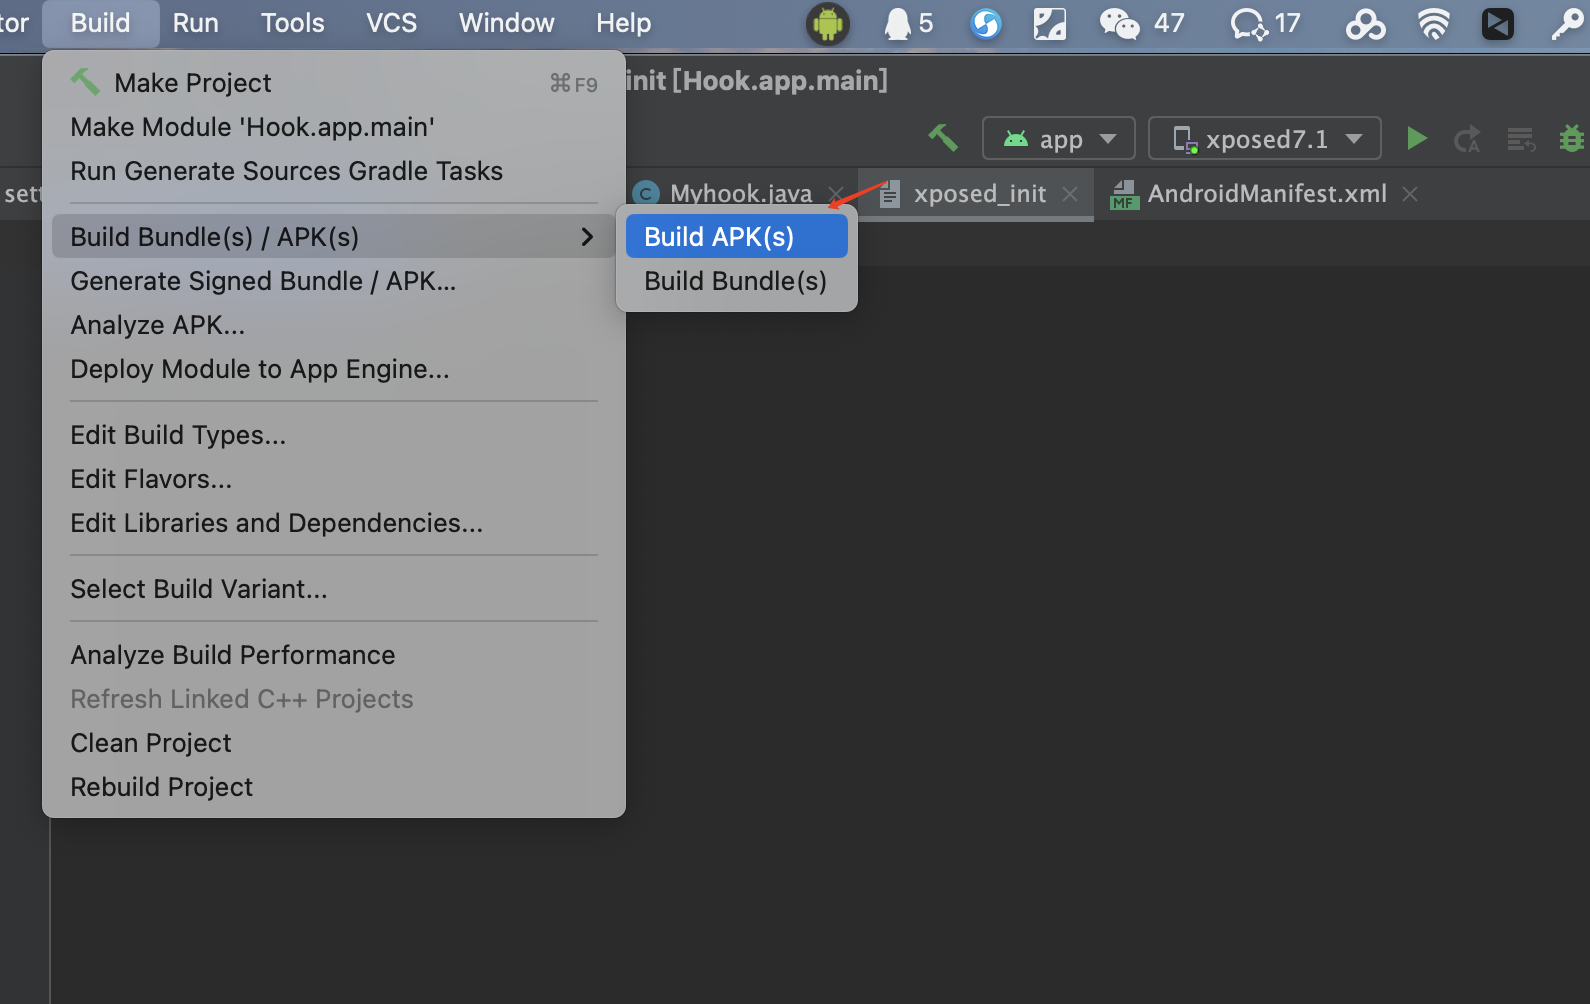 tor Build Run Tools VCS Window Help 5 47 17
init [Hook.app.main]
app xposed7.1
sett Myhook.java xposed_init AndroidManifest.xml
C
MF
Make Project ⌘F9
Make Module 'Hook.app.main'
Run Generate Sources Gradle Tasks
Build Bundle(s) / APK(s)
Generate Signed Bundle / APK...
Analyze APK...
Deploy Module to App Engine...
Edit Build Types...
Edit Flavors...
Edit Libraries and Dependencies...
Select Build Variant...
Analyze Build Performance
Refresh Linked C++ Projects
Clean Project
Rebuild Project
Build APK(s)
Build Bundle(s)